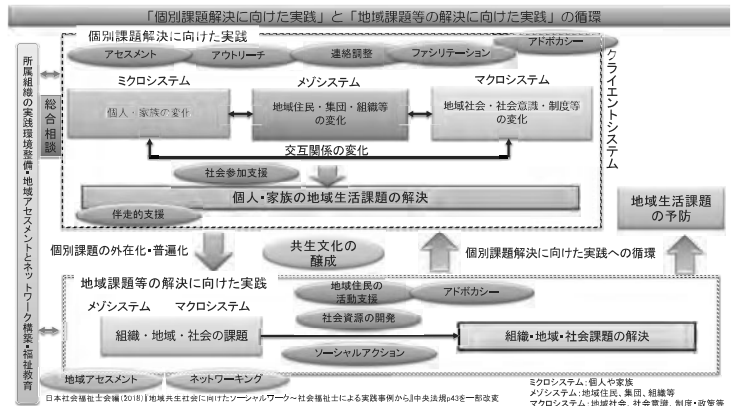 「個別課題解決に向けた実践」と「地域課題等の解決に向けた実践」の循環
個別課題解決に向けた実践
アセスメント
アウトリーチ
連絡調整
ファシリテーション
アドボカシー
クライエントシステム
所属組織の実践環境整備・地域アセスメントとネットワーク構築・福祉教育
総合相談
ミクロシステム
メゾシステム
マクロシステム
個人・家族の変化
地域住民・集団・組織等
の変化
地域社会・社会意識・制度等
の変化
交互関係の変化
社会参加支援
個人・家族の地域生活課題の解決
伴走的支援
地域生活課題
の予防
個別課題の外在化・普遍化
共生文化の
醸成
個別課題解決に向けた実践への循環
地域課題等の解決に向けた実践
メゾシステム
マクロシステム
地域住民の
活動支援
アドボカシー
社会資源の開発
組織・地域・社会の課題
組織・地域・社会課題の解決
ソーシャルアクション
地域アセスメント
ネットワーキング
ミクロシステム：個人や家族
メゾシステム：地域住民、集団、組織等
マクロシステム：地域社会、社会意識、制度・政策等
日本社会福祉士会編（2018）『地域共生社会に向けたソーシャルワーク～社会福祉士による実践事例から』中央法規p43を一部改変